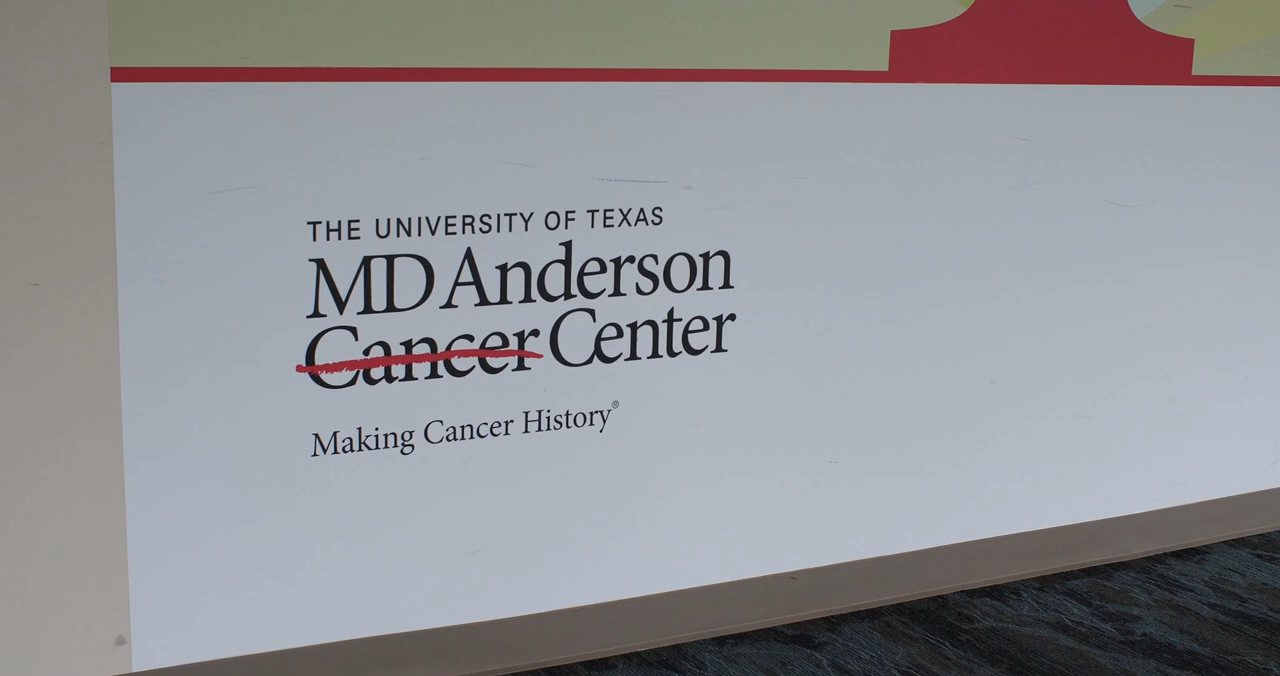 THE UNIVERSITY OF TEXAS
MD Anderson
Cancer Center
Making Cancer History®